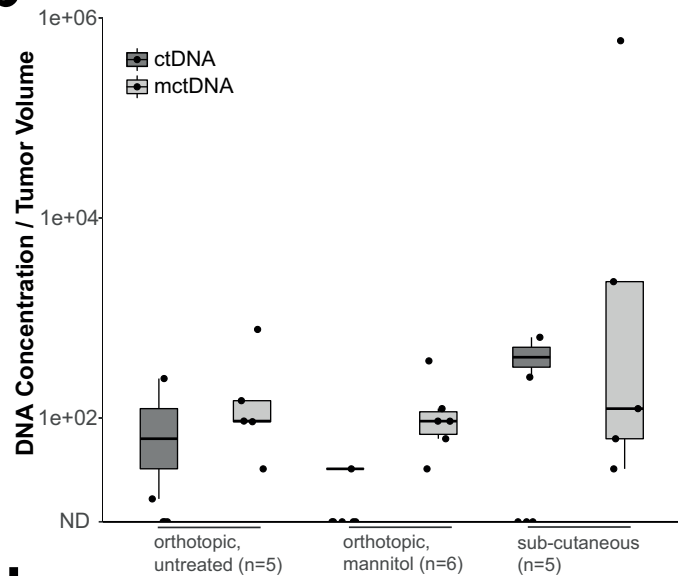 1e+06
ctDNA
mctDNA
DNA Concentration / Tumor Volume
1e+04
1e+02
ND
orthotopic,
untreated (n=5)
orthotopic,
mannitol (n=6)
sub-cutaneous
(n=5)